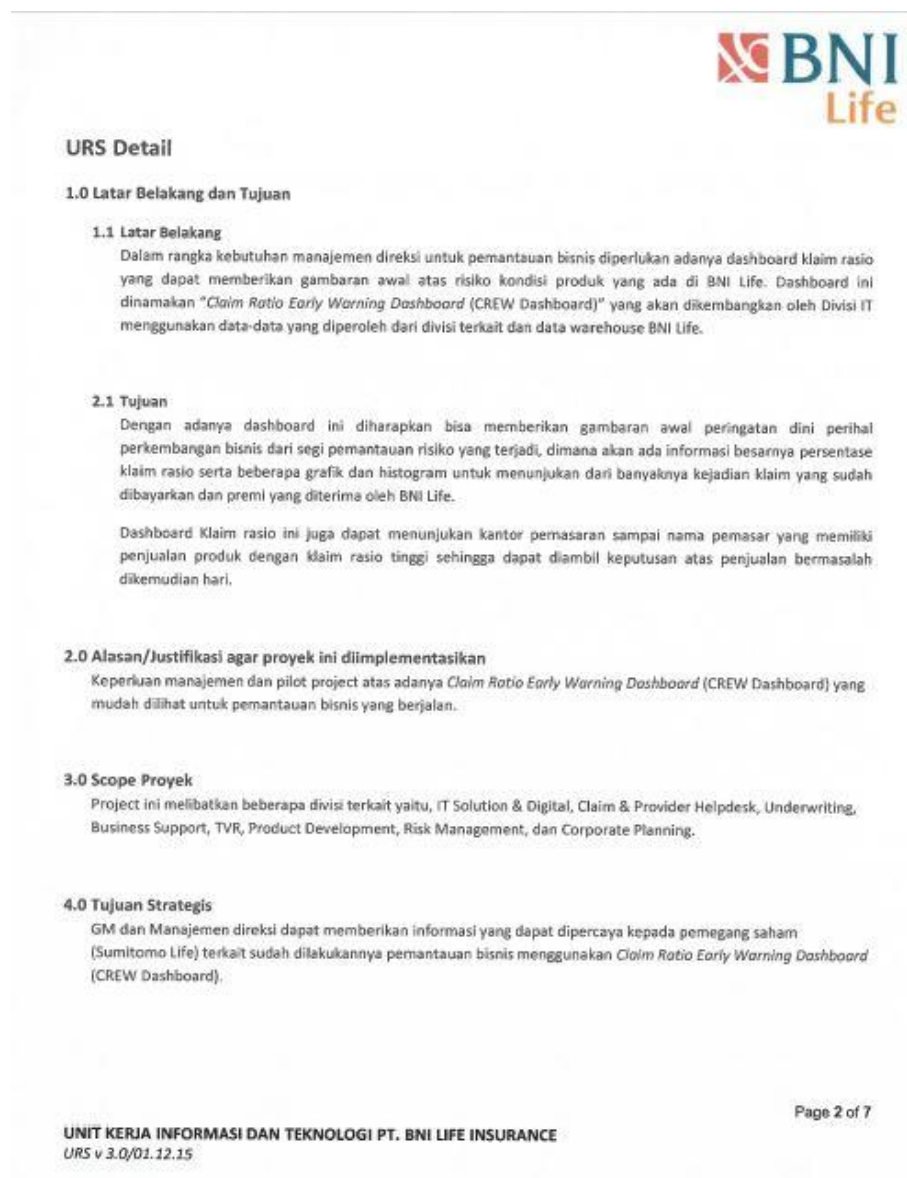 BNI
Life
URS Detail
1.0 Latar Belakang dan Tujuan
1.1 Latar Belakang
Dalam rangka kebutuhan manajemen direksi untuk pemantauan bisnis diperlukan adanya dashboard klaim rasio
yang dapat memberikan gambaran awal atas risiko kondisi produk yang ada di BNI Life. Dashboard ini
dinamakan "Claim Ratio Early Warning Dashboard (CREW Dashboard)" yang akan dikembangkan oleh Divisi IT
menggunakan data-data yang diperoleh dari divisi terkait dan data warehouse BNI Life.
2.1 Tujuan
Dengan adanya dashboard ini diharapkan bisa memberikan gambaran awal peringatan dini perihal
perkembangan bisnis dari segi pemantauan risiko yang terjadi, dimana akan ada informasi besarnya persentase
klaim rasio serta beberapa grafik dan histogram untuk menunjukan dari banyaknya kejadian klaim yang sudah
dibayarkan dan premi yang diterima oleh BNI Life.
Dashboard Klaim rasio ini juga dapat menunjukan kantor pemasaran sampai nama pemasar yang memiliki
penjualan produk dengan klaim rasio tinggi sehingga dapat diambil keputusan atas penjualan bermasalah
dikemudian hari.
2.0 Alasan/Justifikasi agar proyek ini diimplementasikan
Keperluan manajemen dan pilot project atas adanya Claim Ratio Early Warning Dashboard (CREW Dashboard) yang
mudah dilihat untuk pemantauan bisnis yang berjalan.
3.0 Scope Proyek
Project ini melibatkan beberapa divisi terkait yaitu, IT Solution & Digital, Claim & Provider Helpdesk, Underwriting,
Business Support, TVR, Product Development, Risk Management, dan Corporate Planning.
4.0 Tujuan Strategis
GM dan Manajemen direksi dapat memberikan informasi yang dapat dipercaya kepada pemegang saham
(Sumitomo Life) terkait sudah dilakukannya pemantauan bisnis menggunakan Claim Ratio Early Warning Dashboard
(CREW Dashboard).
Page 2 of 7
UNIT KERJA INFORMASI DAN TEKNOLOGI PT. BNI LIFE INSURANCE
URS v 3.0/01.12.15